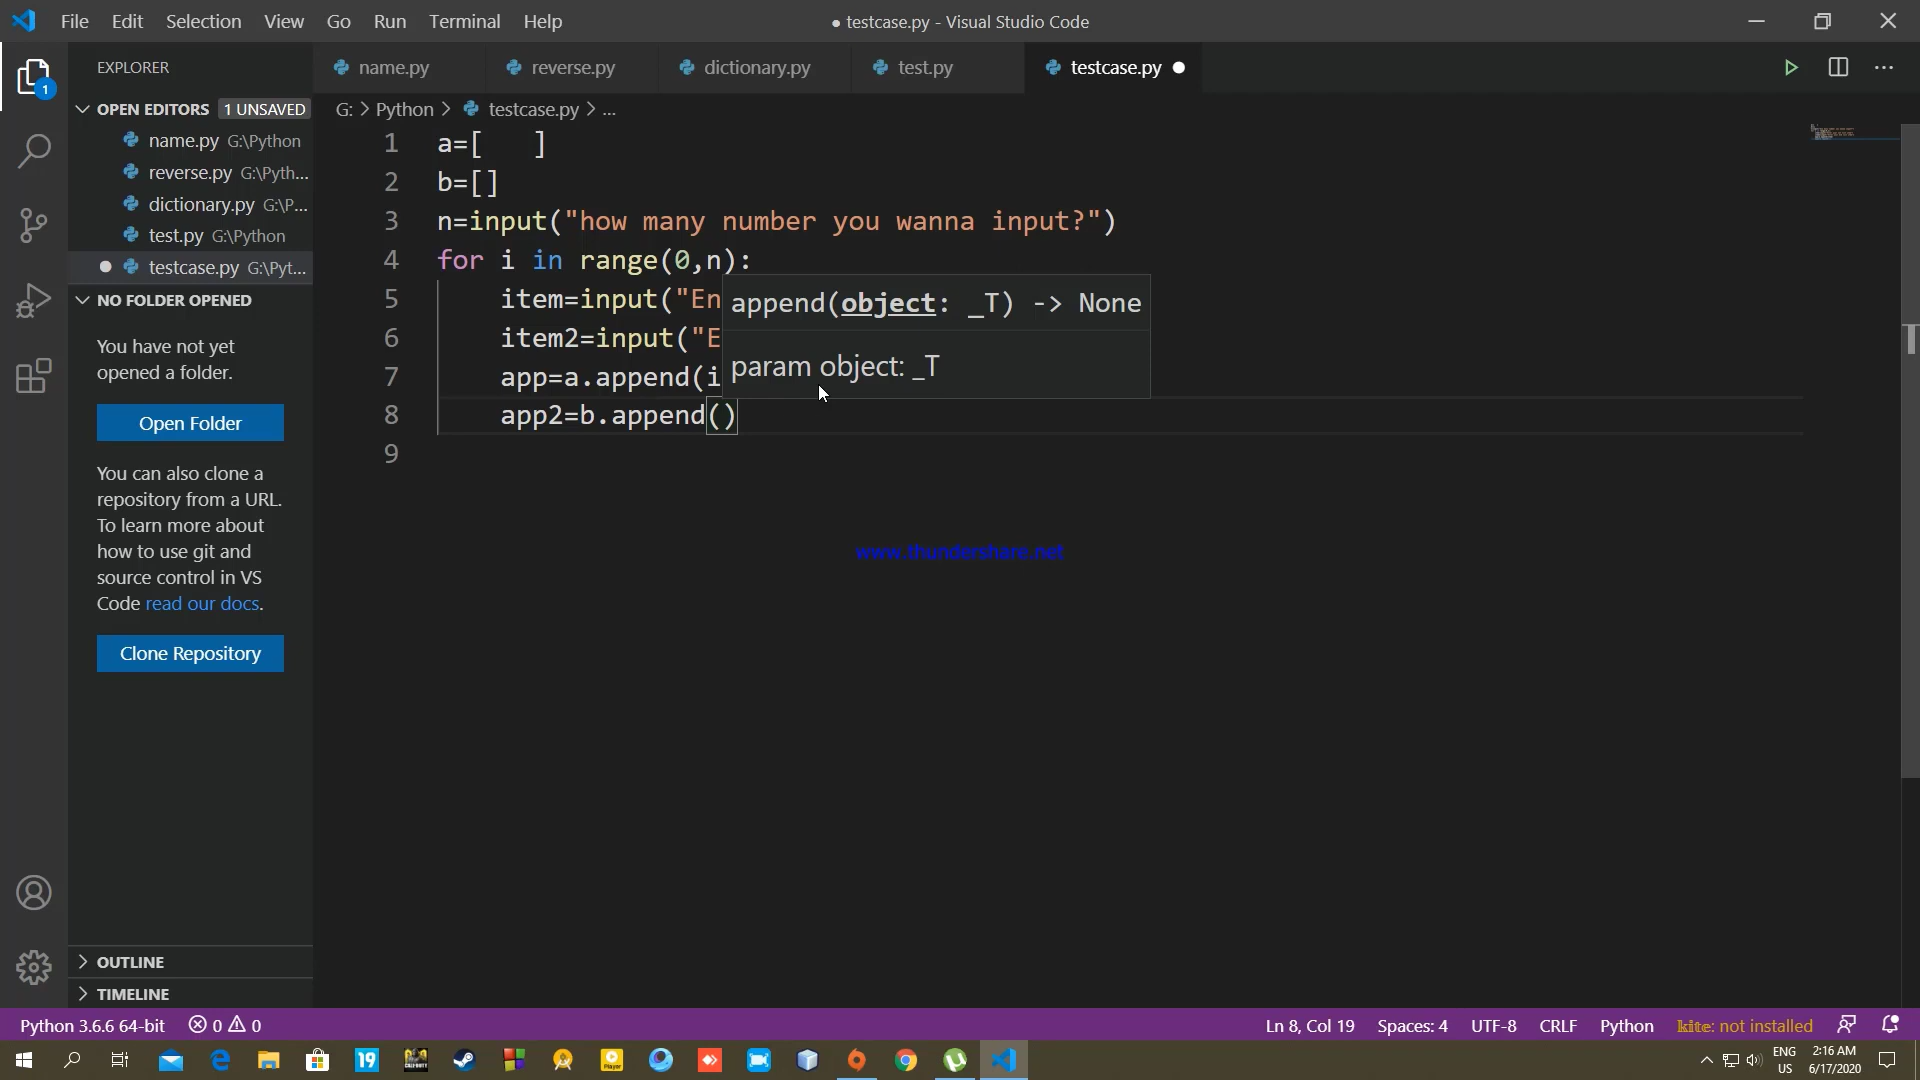 File Edit Selection View Go Run Terminal Help
● testcase.py - Visual Studio Code
EXPLORER
name.py reverse.py dictionary.py test.py testcase.py
OPEN EDITORS 1 UNSAVED
name.py G:\Python
reverse.py G:\Pyth...
dictionary.py G:\P...
test.py G:\Python
testcase.py G:\Pyt...
NO FOLDER OPENED
You have not yet
opened a folder.
Open Folder
You can also clone a
repository from a URL.
To learn more about
how to use git and
source control in VS
Code read our docs.
Clone Repository
OUTLINE
TIMELINE
G: > Python > testcase.py > ...
1 a=[   ]
2 b=[]
3 n=input("how many number you wanna input?")
4 for i in range(0,n):
5 item=input("En
6 item2=input("E
7 app=a.append(i
8 app2=b.append()
9
append(object: _T) -> None
param object: _T
www.thundershare.net
Python 3.6.6 64-bit 0 0
Ln 8, Col 19 Spaces: 4 UTF-8 CRLF Python kite: not installed
1
19
Player
ENG
US
2:16 AM
6/17/2020